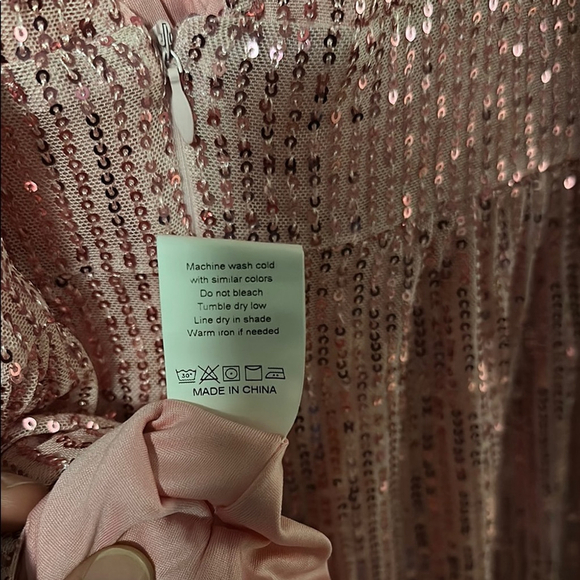 Machine wash cold
with similar colors
Do not bleach
Tumble dry low
Line dry in shade
Warm iron if needed
30°
MADE IN CHINA